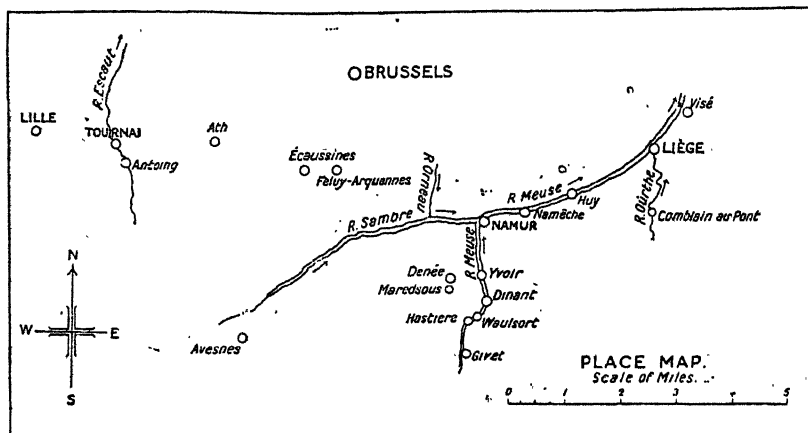 BRUSSELS
R. Escaut
LILLE
TOURNAI
Antoing
Ath
Écaussines
Feluy-Arquennes
R Orneau
Visé
LIÈGE
R. Ourthe
Comblain au Pont
R Meuse
Huy
Namêche
NAMUR
R. Sambre
R. Meuse
Denée
Maredsous
Yvoir
Dinant
Hastiere
Waulsort
Givet
Avesnes
N
W
E
S
PLACE MAP.
Scale of Miles.
0 1 2 3 4 5